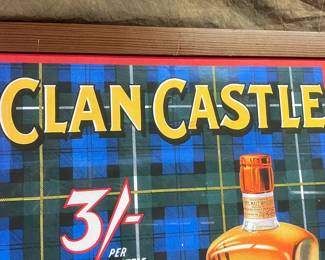 CLAN CASTLE
3/-
PER